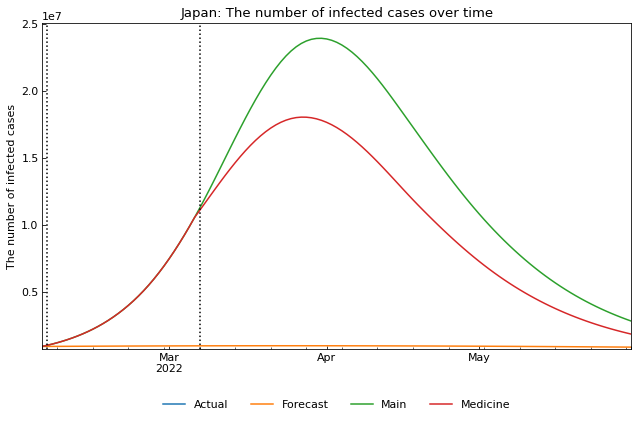 Japan: The number of infected cases over time
1e7
2.5
2.0
1.5
1.0
0.5
The number of infected cases
Mar
2022
Apr
May
Actual Forecast Main Medicine